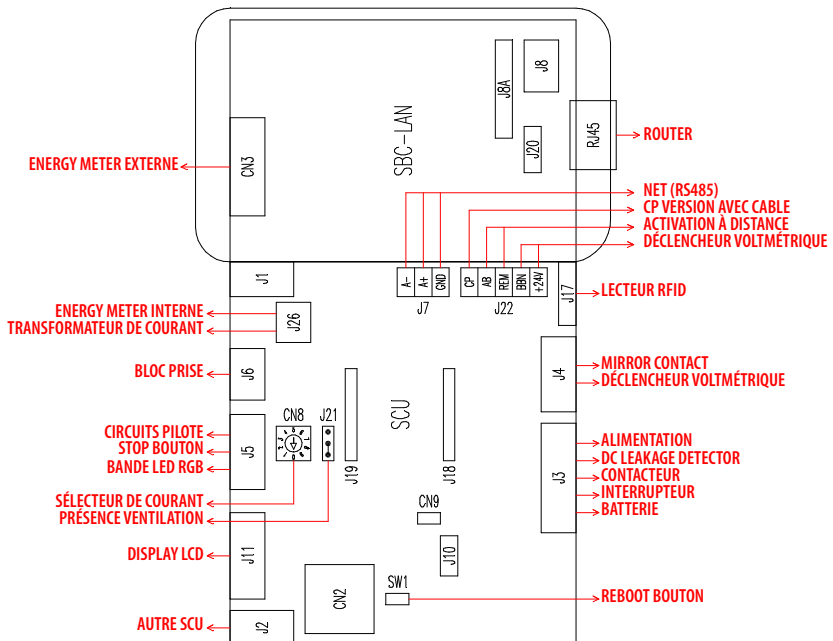 J8
J8A
SBC-LAN
RJ45
ROUTER
J20
ENERGY METER EXTERNE
CN3
NET (RS485)
CP VERSION AVEC CABLE
ACTIVATION À DISTANCE
DÉCLENCHEUR VOLTMÉTRIQUE
A- A+ GND
CP AB REM BBN +24V
J1
J7
J22
J17
LECTEUR RFID
ENERGY METER INTERNE
TRANSFORMATEUR DE COURANT
J26
BLOC PRISE
J6
MIRROR CONTACT
DÉCLENCHEUR VOLTMÉTRIQUE
J4
CN8
J21
SCU
CIRCUITS PILOTE
STOP BOUTON
BANDE LED RGB
J5
J19
J18
ALIMENTATION
DC LEAKAGE DETECTOR
CONTACTEUR
INTERRUPTEUR
BATTERIE
J3
SÉLECTEUR DE COURANT
PRÉSENCE VENTILATION
CN9
DISPLAY LCD
J11
J10
CN2
SW1
REBOOT BOUTON
AUTRE SCU
J2